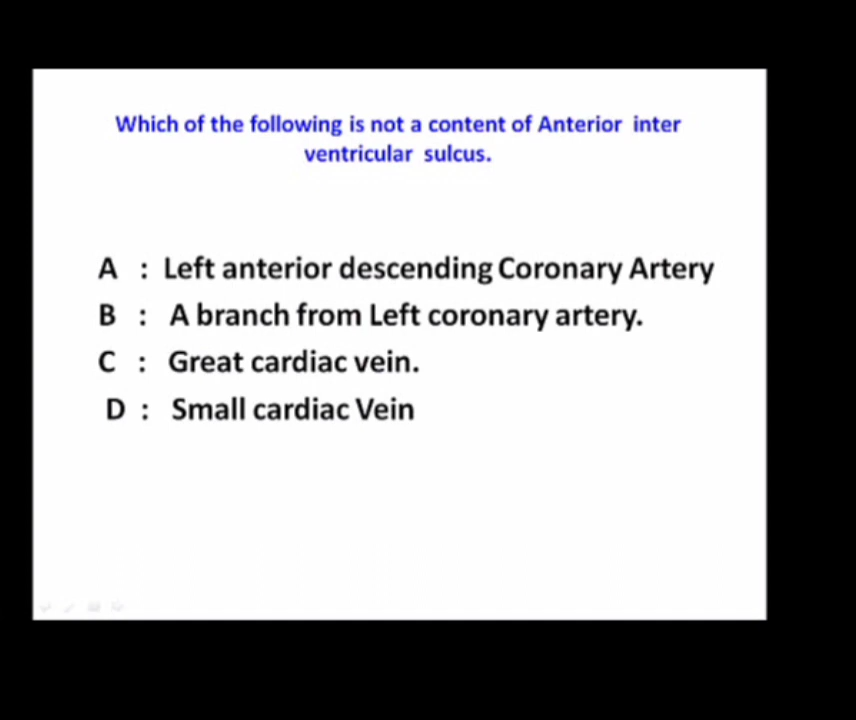 Which of the following is not a content of Anterior inter
ventricular sulcus.
A : Left anterior descending Coronary Artery
B : A branch from Left coronary artery.
C : Great cardiac vein.
D : Small cardiac Vein